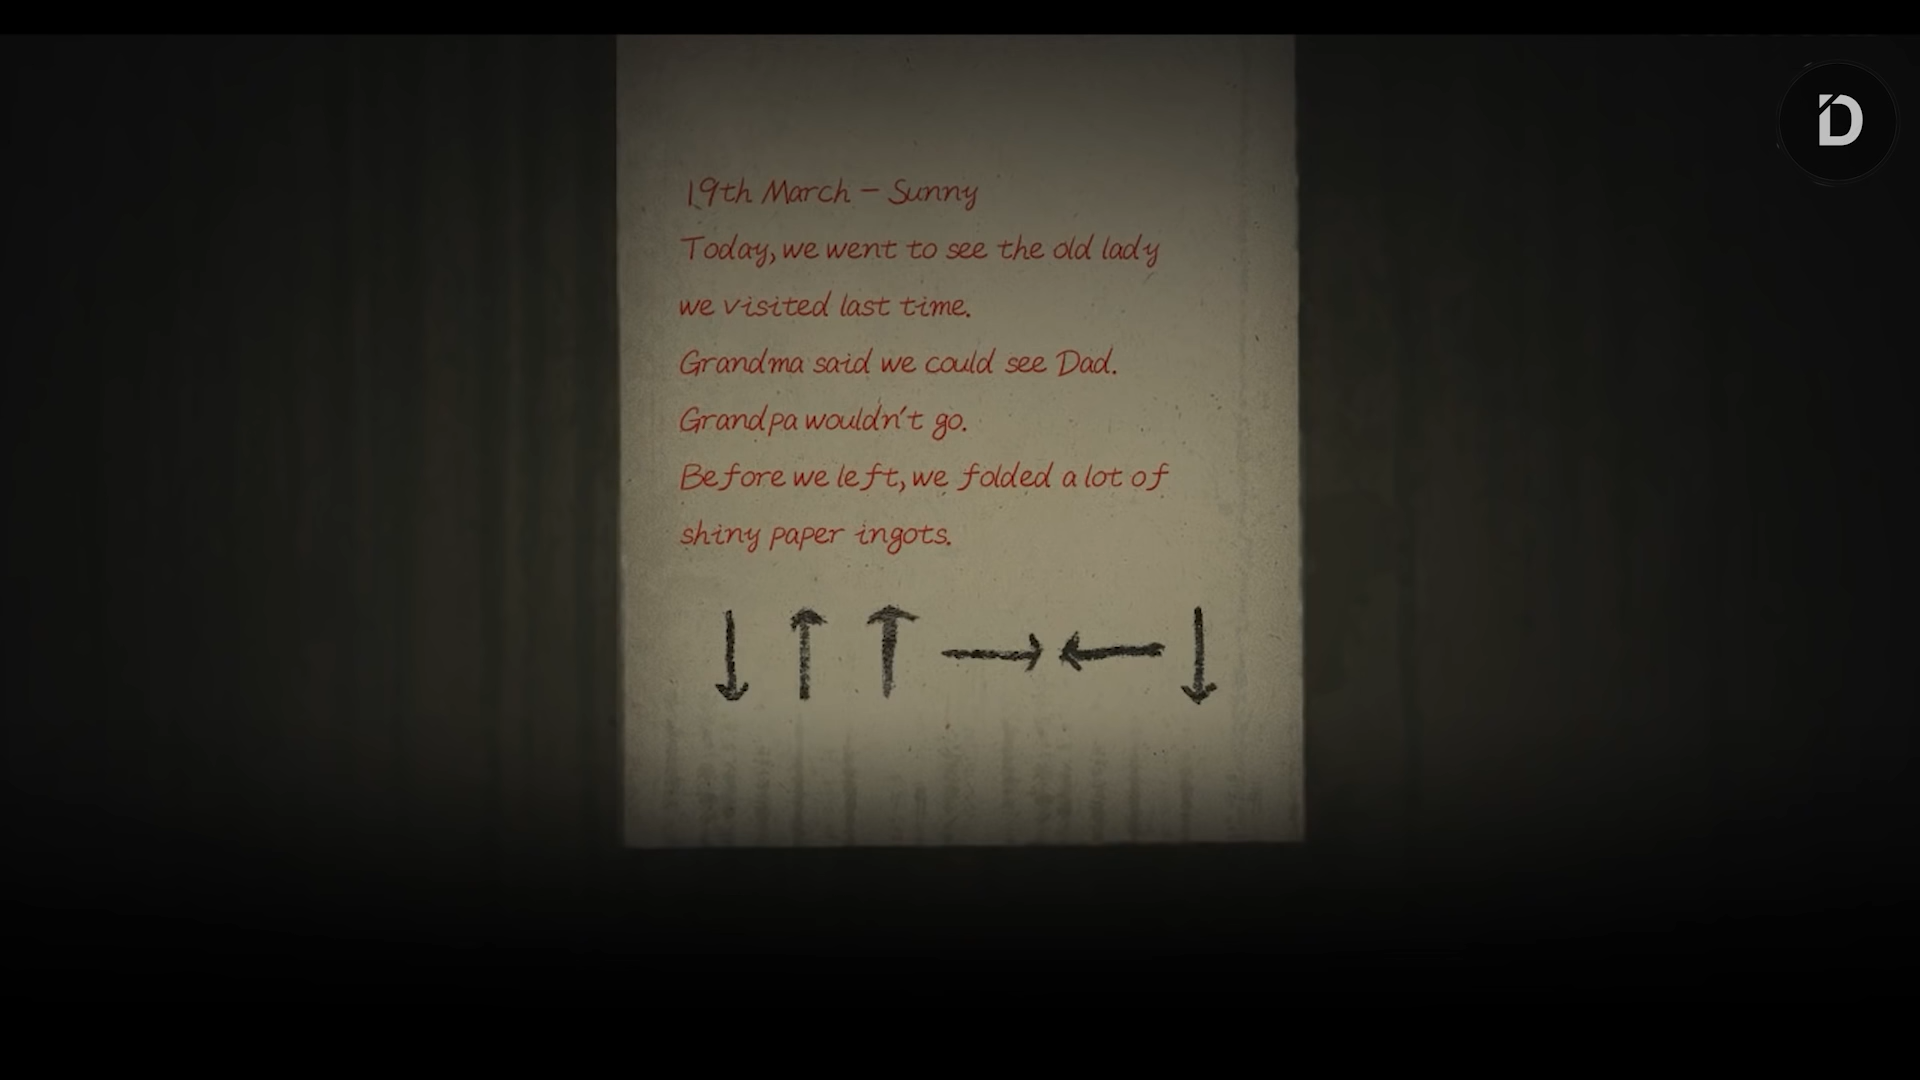 D
19th March - Sunny
Today, we went to see the old lady
we visited last time.
Grandma said we could see Dad.
Grandpa wouldn't go.
Before we left, we folded a lot of
shiny paper ingots.
↓ ↑ ↑ → ← ↓